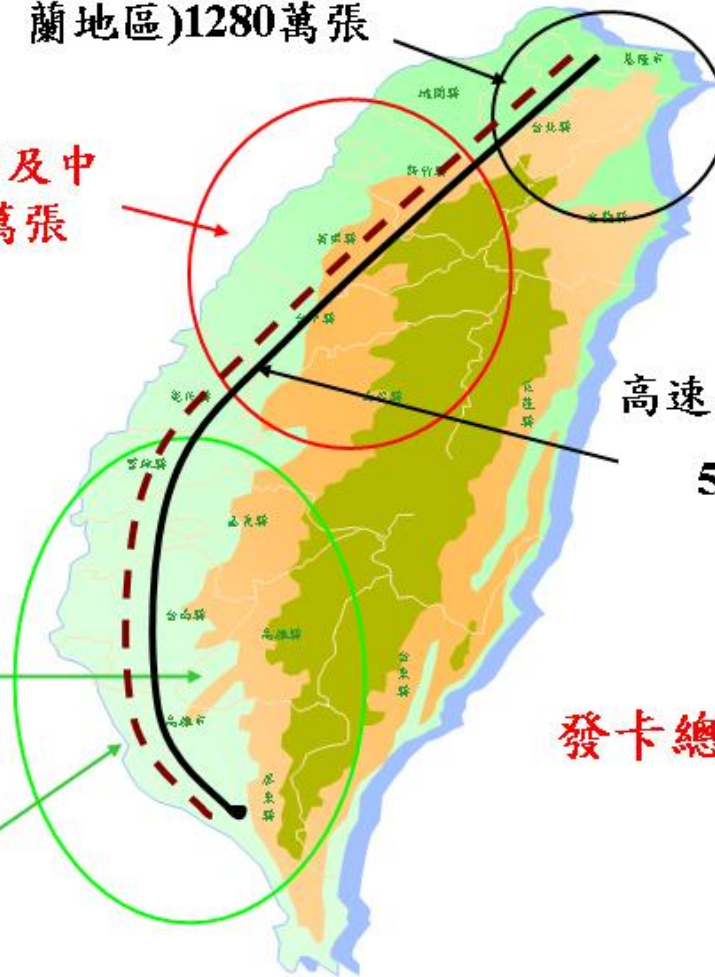 蘭地區)1280萬張
基隆市
桃園縣
台北縣
及中
新竹縣
萬張
宜蘭縣
苗栗縣
台中縣
彰化縣
南投縣
花蓮縣
高速
5
雲林縣
嘉義縣
台南縣
高雄縣
台東縣
高雄市
發卡總
屏東縣